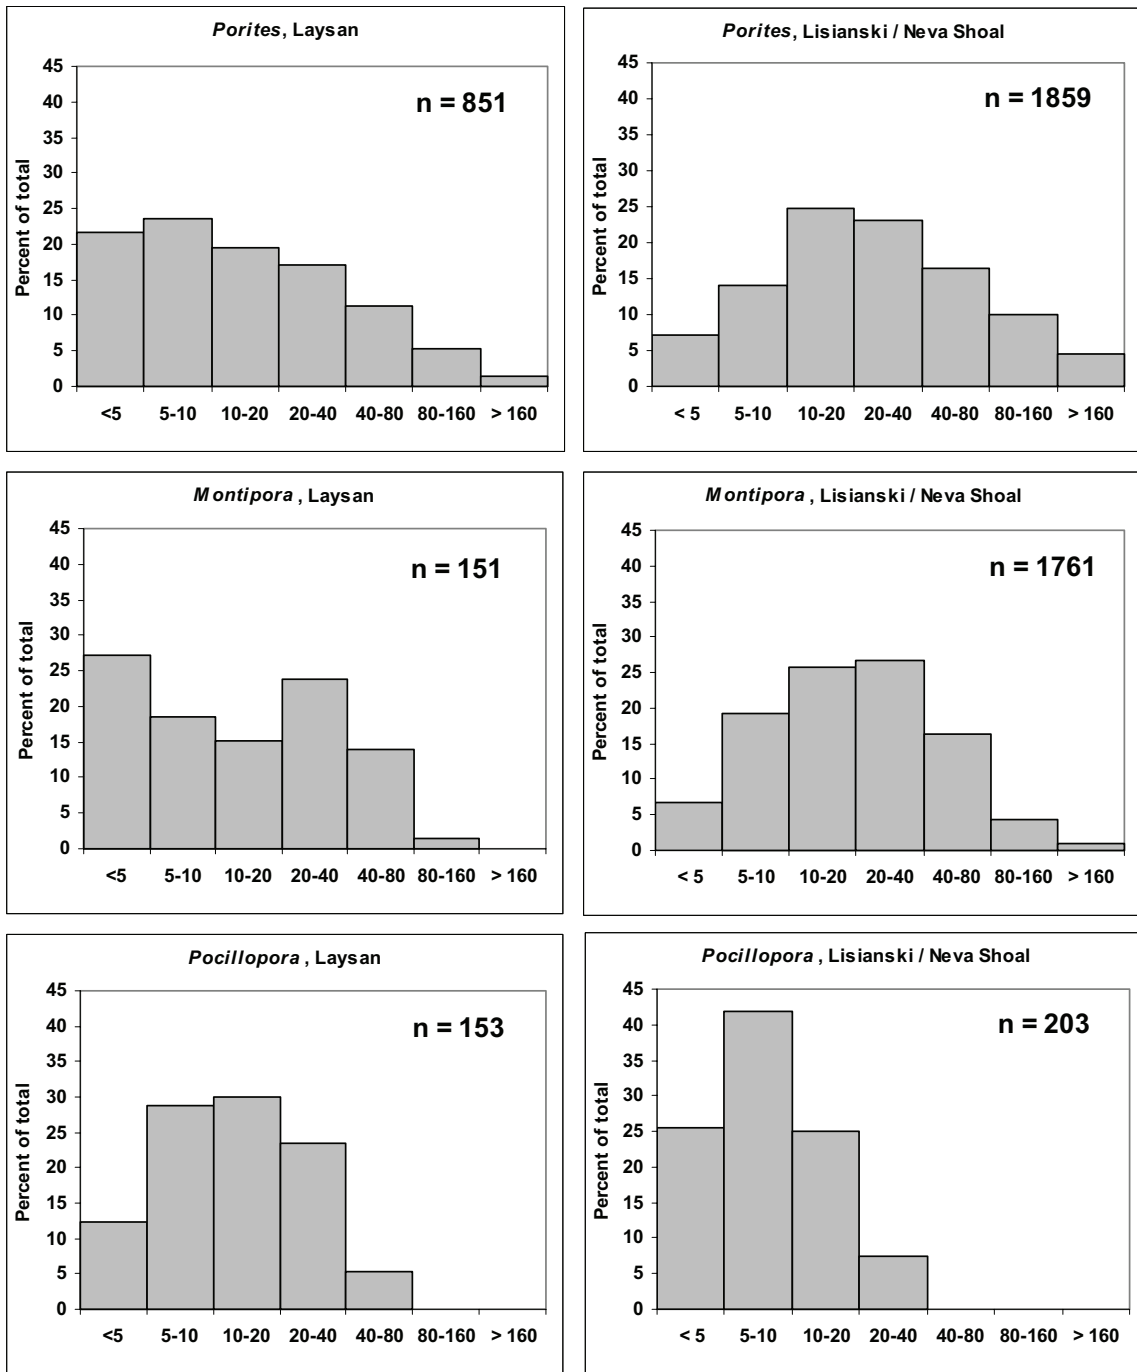 Porites, Laysan
n = 851
Percent of total
45
40
35
30
25
20
15
10
5
0
<5 5-10 10-20 20-40 40-80 80-160 > 160
Porites, Lisianski / Neva Shoal
n = 1859
Percent of total
45
40
35
30
25
20
15
10
5
0
< 5 5-10 10-20 20-40 40-80 80-160 > 160
Montipora , Laysan
n = 151
Percent of total
45
40
35
30
25
20
15
10
5
0
<5 5-10 10-20 20-40 40-80 80-160 > 160
Montipora , Lisianski / Neva Shoal
n = 1761
Percent of total
45
40
35
30
25
20
15
10
5
0
< 5 5-10 10-20 20-40 40-80 80-160 > 160
Pocillopora , Laysan
n = 153
Percent of total
45
40
35
30
25
20
15
10
5
0
<5 5-10 10-20 20-40 40-80 80-160 > 160
Pocillopora , Lisianski / Neva Shoal
n = 203
Percent of total
45
40
35
30
25
20
15
10
5
0
< 5 5-10 10-20 20-40 40-80 80-160 > 160